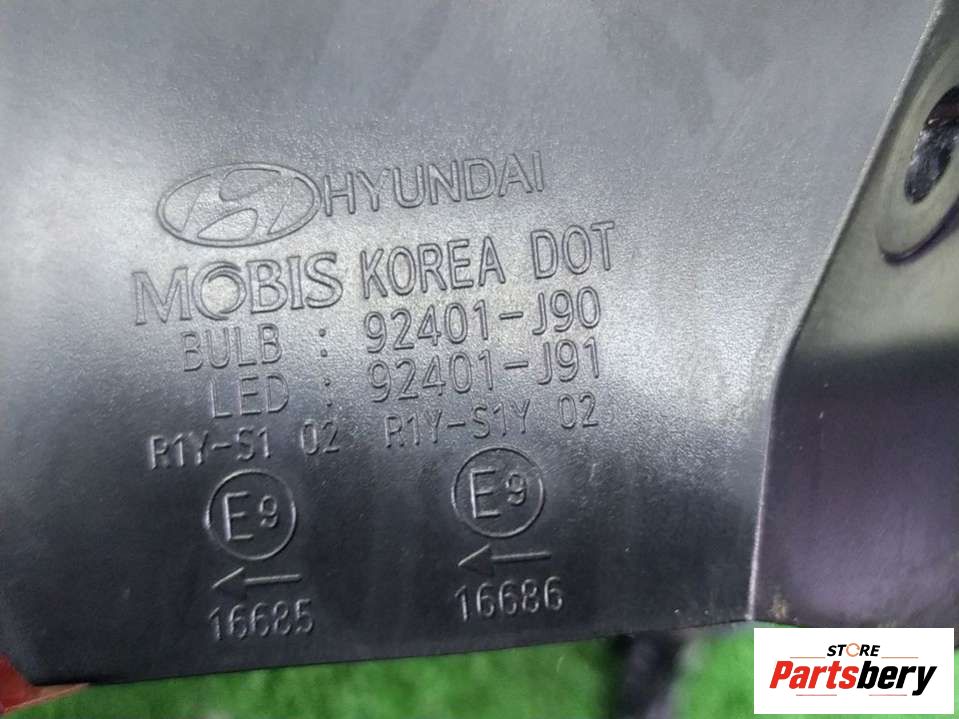 HYUNDAI
MOBIS KOREA DOT
BULB : 92401-J90
LED : 92401-J91
R1Y-S1 02 R1Y-S1Y 02
E9 E9
16685 16686
STORE
Partsbery